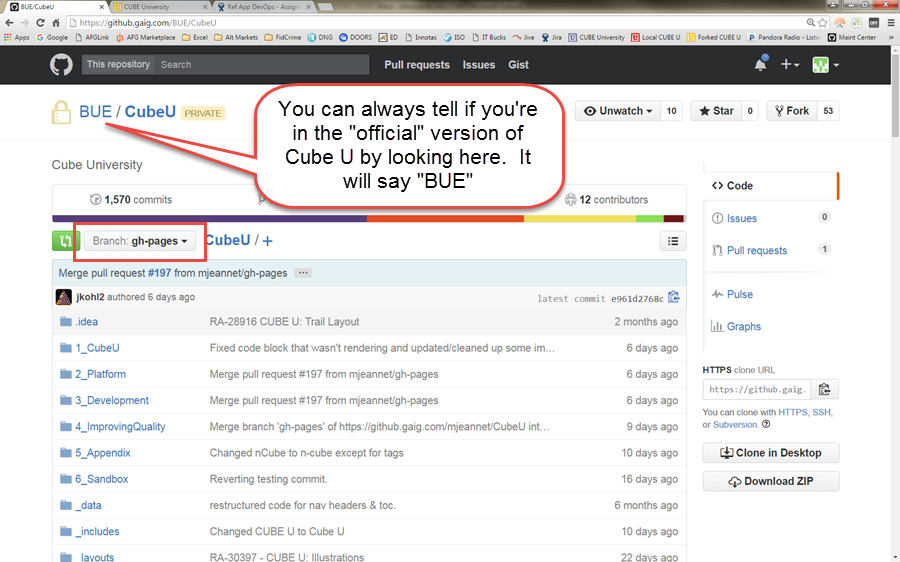 BUE/CubeU
CUBE University
Ref App DevOps - Assign
https://github.gaig.com/BUE/CubeU
Apps Google AFGLink AFG Marketplace Excel Alt Markets FidCrime DNG DOORS ED Innotas ISO IT Bucks Jive Jira CUBE University Local CUBE U Forked CUBE U Pandora Radio - Liste Maint Center »
This repository Search Pull requests Issues Gist
BUE / CubeU PRIVATE
Unwatch 10 Star 0 Fork 53
You can always tell if you're
in the "official" version of
Cube U by looking here. It
will say "BUE"
Cube University
1,570 commits
12 contributors
Branch: gh-pages
CubeU / +
Merge pull request #197 from mjeannet/gh-pages ...
jkohl2 authored 6 days ago
latest commit e961d2768c
.idea RA-28916 CUBE U: Trail Layout 2 months ago
1_CubeU Fixed code block that wasn't rendering and updated/cleaned up some im… 6 days ago
2_Platform Merge pull request #197 from mjeannet/gh-pages 6 days ago
3_Development Merge pull request #197 from mjeannet/gh-pages 6 days ago
4_ImprovingQuality Merge branch 'gh-pages' of https://github.gaig.com/mjeannet/CubeU int… 9 days ago
5_Appendix Changed nCube to n-cube except for tags 10 days ago
6_Sandbox Reverting testing commit. 16 days ago
_data restructured code for nav headers & toc. 6 months ago
_includes Changed CUBE U to Cube U 10 days ago
_layouts RA-30397 - CUBE U: Illustrations 22 days ago
Code
Issues 0
Pull requests 1
Pulse
Graphs
HTTPS clone URL
https://github.gaig.
You can clone with HTTPS, SSH,
or Subversion.
Clone in Desktop
Download ZIP